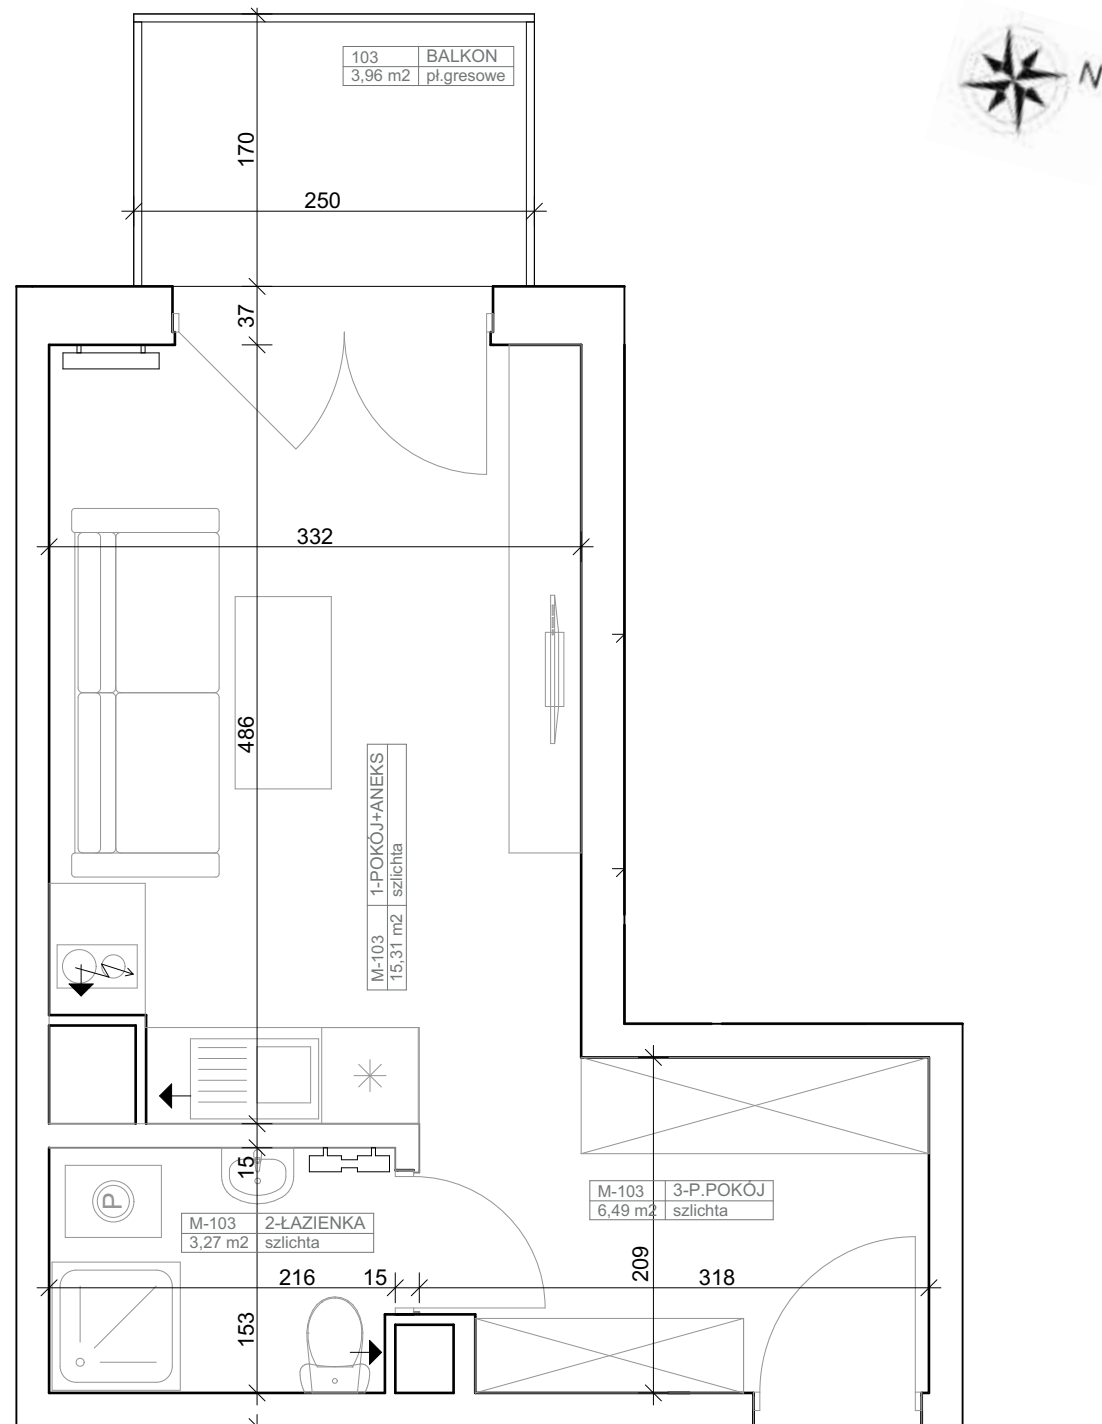 103 BALKON
3,96 m2 pł.gresowe
N
170
250
37
332
486
M-103 1-POKÓJ+ANEKS
15,31 m2 szlichta
15
P
M-103 2-ŁAZIENKA
3,27 m2 szlichta
M-103 3-P.POKÓJ
6,49 m2 szlichta
209
216 15 318
153